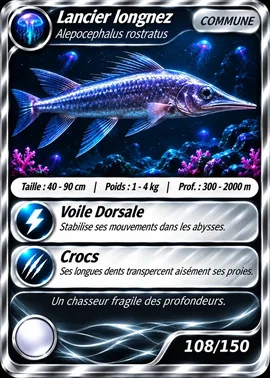 Lancier longnez
COMMUNE
Alepocephalus rostratus
Taille : 40 - 90 cm | Poids : 1 - 4 kg | Prof. : 300 - 2000 m
Voile Dorsale
Stabilise ses mouvements dans les abysses.
Crocs
Ses longues dents transpercent aisément ses proies.
Un chasseur fragile des profondeurs.
108/150